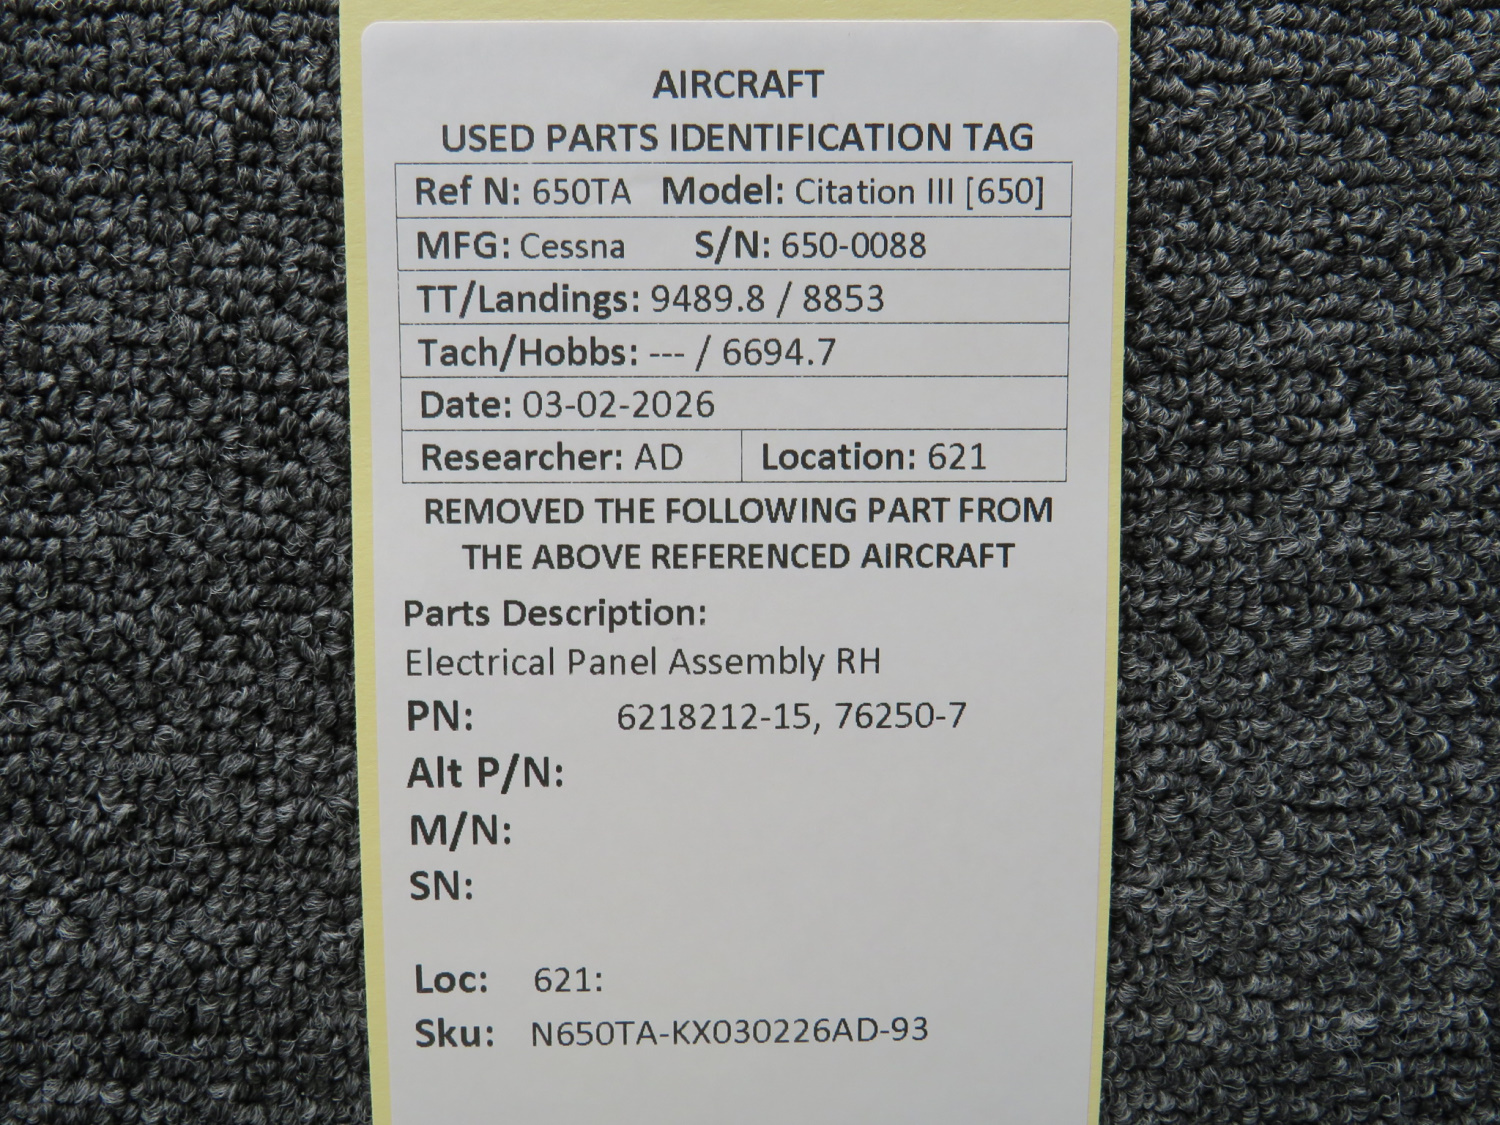 AIRCRAFT
USED PARTS IDENTIFICATION TAG
Ref N: 650TA Model: Citation III [650]
MFG: Cessna S/N: 650-0088
TT/Landings: 9489.8 / 8853
Tach/Hobbs: --- / 6694.7
Date: 03-02-2026
Researcher: AD Location: 621
REMOVED THE FOLLOWING PART FROM
THE ABOVE REFERENCED AIRCRAFT
Parts Description:
Electrical Panel Assembly RH
PN: 6218212-15, 76250-7
Alt P/N:
M/N:
SN:
Loc: 621:
Sku: N650TA-KX030226AD-93